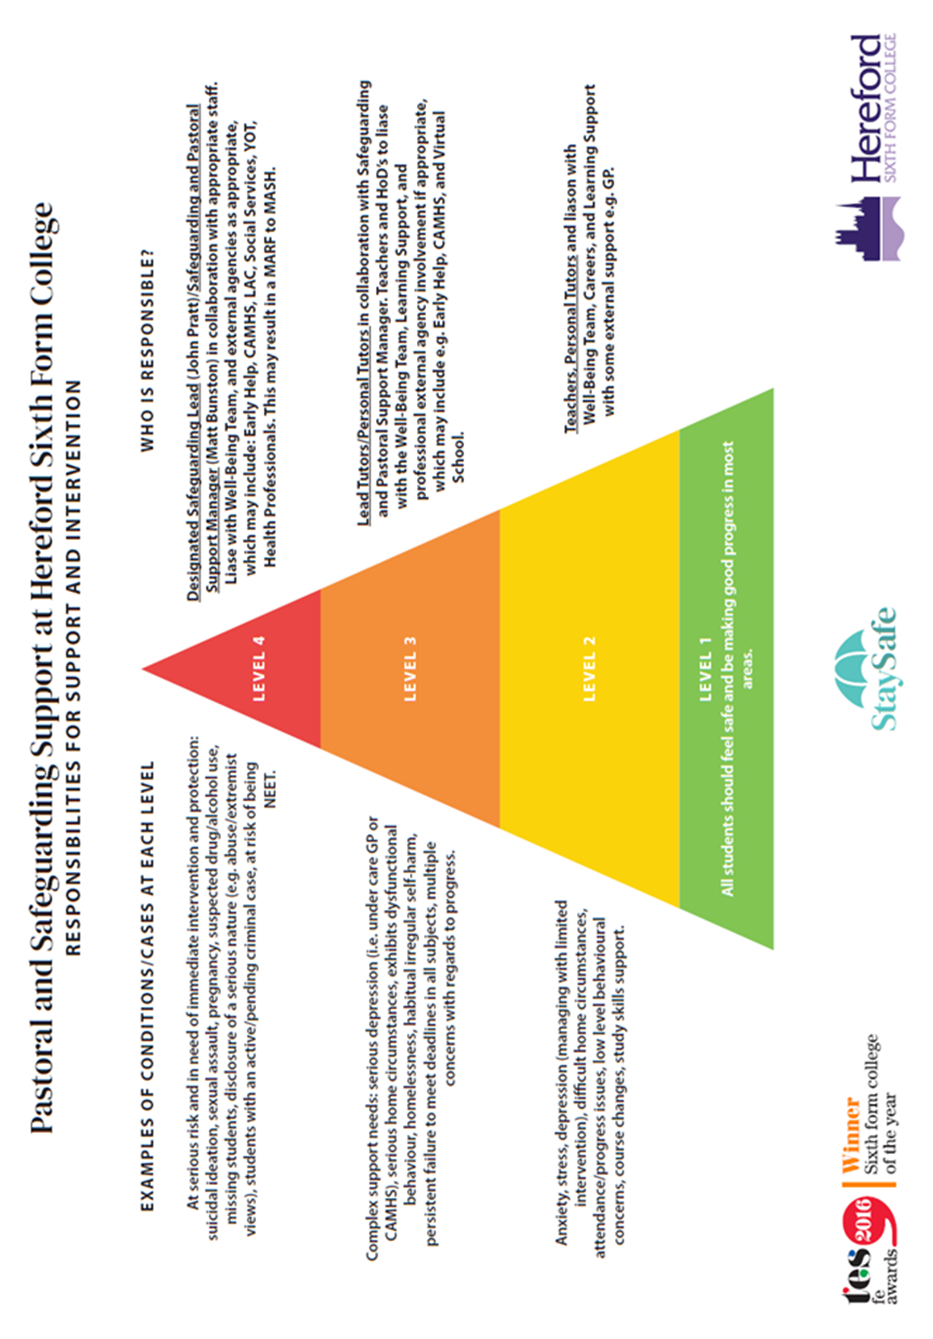 Pastoral and Safeguarding Support at Hereford Sixth Form College
RESPONSIBILITIES FOR SUPPORT AND INTERVENTION
EXAMPLES OF CONDITIONS/CASES AT EACH LEVEL
WHO IS RESPONSIBLE?
At serious risk and in need of immediate intervention and protection:
suicidal ideation, sexual assault, pregnancy, suspected drug/alcohol use,
missing students, disclosure of a serious nature (e.g. abuse/extremist
views), students with an active/pending criminal case, at risk of being
NEET.
LEVEL 4
Designated Safeguarding Lead (John Pratt)/Safeguarding and Pastoral
Support Manager (Matt Bunston) in collaboration with appropriate staff.
Liase with Well-Being Team, and external agencies as appropriate,
which may include: Early Help, CAMHS, LAC, Social Services, YOT,
Health Professionals. This may result in a MARF to MASH.
Complex support needs: serious depression (i.e. under care GP or
CAMHS), serious home circumstances, exhibits dysfunctional
behaviour, homelessness, habitual irregular self-harm,
persistent failure to meet deadlines in all subjects, multiple
concerns with regards to progress.
LEVEL 3
Lead Tutors/Personal Tutors in collaboration with Safeguarding
and Pastoral Support Manager. Teachers and HoD's to liase
with the Well-Being Team, Learning Support, and
professional external agency involvement if appropriate,
which may include e.g. Early Help, CAMHS, and Virtual
School.
Anxiety, stress, depression (managing with limited
intervention), difficult home circumstances,
attendance/progress issues, low level behavioural
concerns, course changes, study skills support.
LEVEL 2
Teachers, Personal Tutors and liason with
Well-Being Team, Careers, and Learning Support
with some external support e.g. GP.
LEVEL 1
All students should feel safe and be making good progress in most
areas.
tes
fe
awards
2016
Winner
Sixth form college
of the year
StaySafe
Hereford
SIXTH FORM COLLEGE